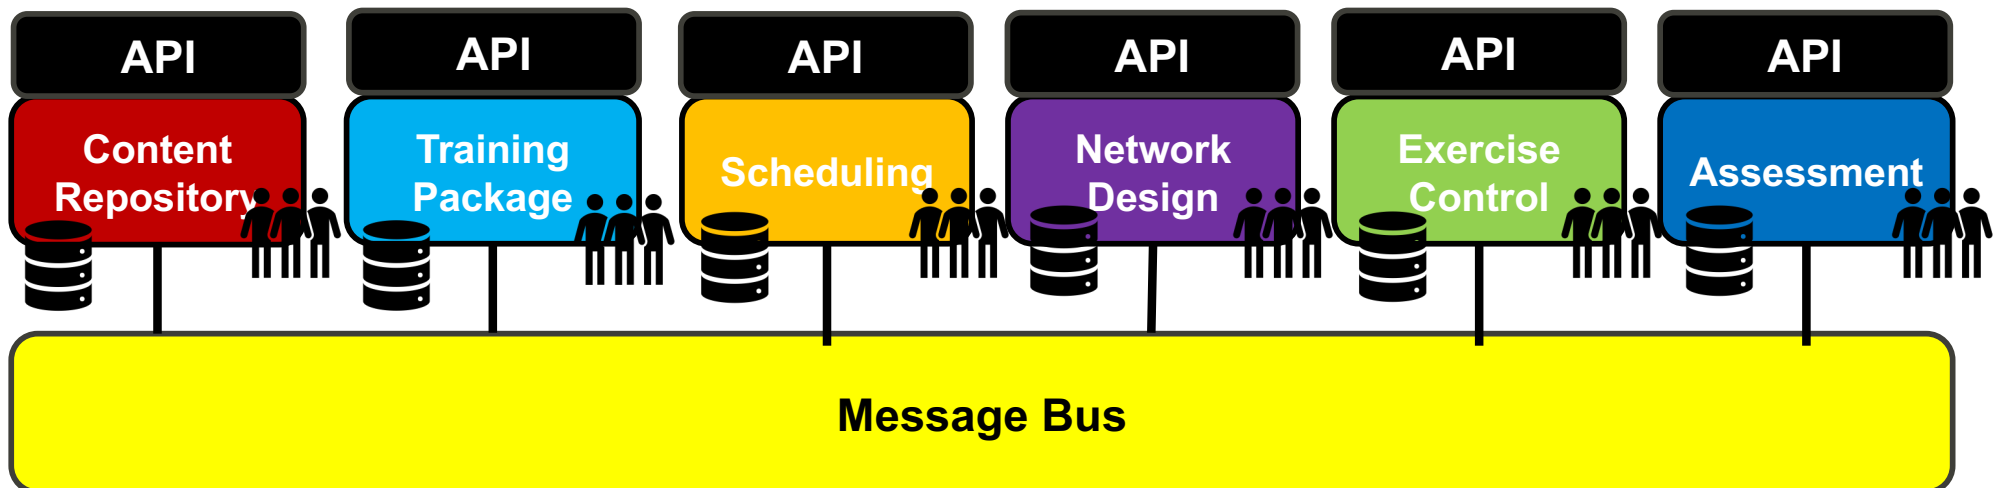 API
API
API
API
API
API
Content
Repository
Training
Package
Scheduling
Network
Design
Exercise
Control
Assessment
Message Bus